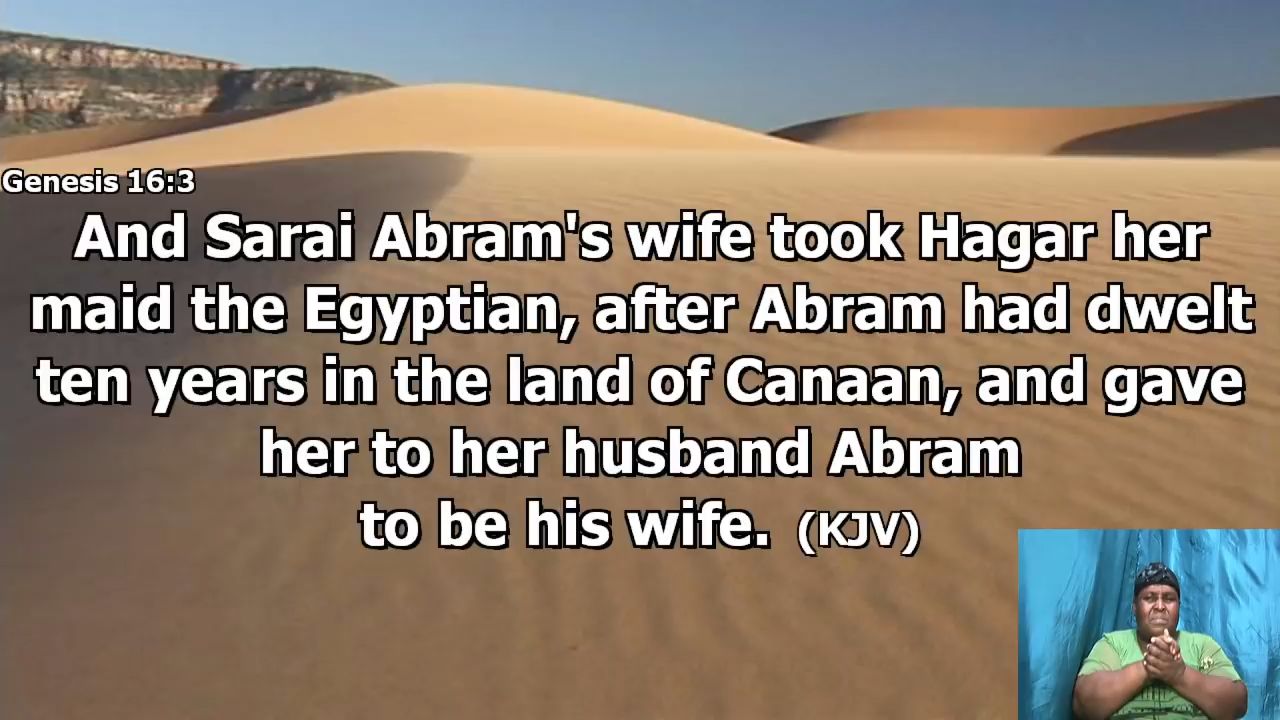 Genesis 16:3
And Sarai Abram's wife took Hagar her
maid the Egyptian, after Abram had dwelt
ten years in the land of Canaan, and gave
her to her husband Abram
to be his wife. (KJV)